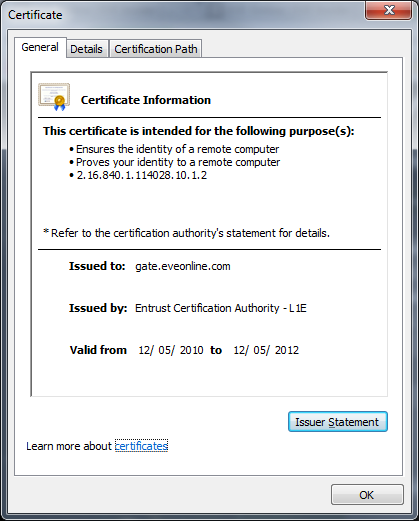 Certificate
General Details Certification Path
Certificate Information
This certificate is intended for the following purpose(s):
• Ensures the identity of a remote computer
• Proves your identity to a remote computer
• 2.16.840.1.114028.10.1.2
* Refer to the certification authority's statement for details.
Issued to: gate.eveonline.com
Issued by: Entrust Certification Authority - L1E
Valid from 12/ 05/ 2010 to 12/ 05/ 2012
Issuer Statement
Learn more about certificates
OK